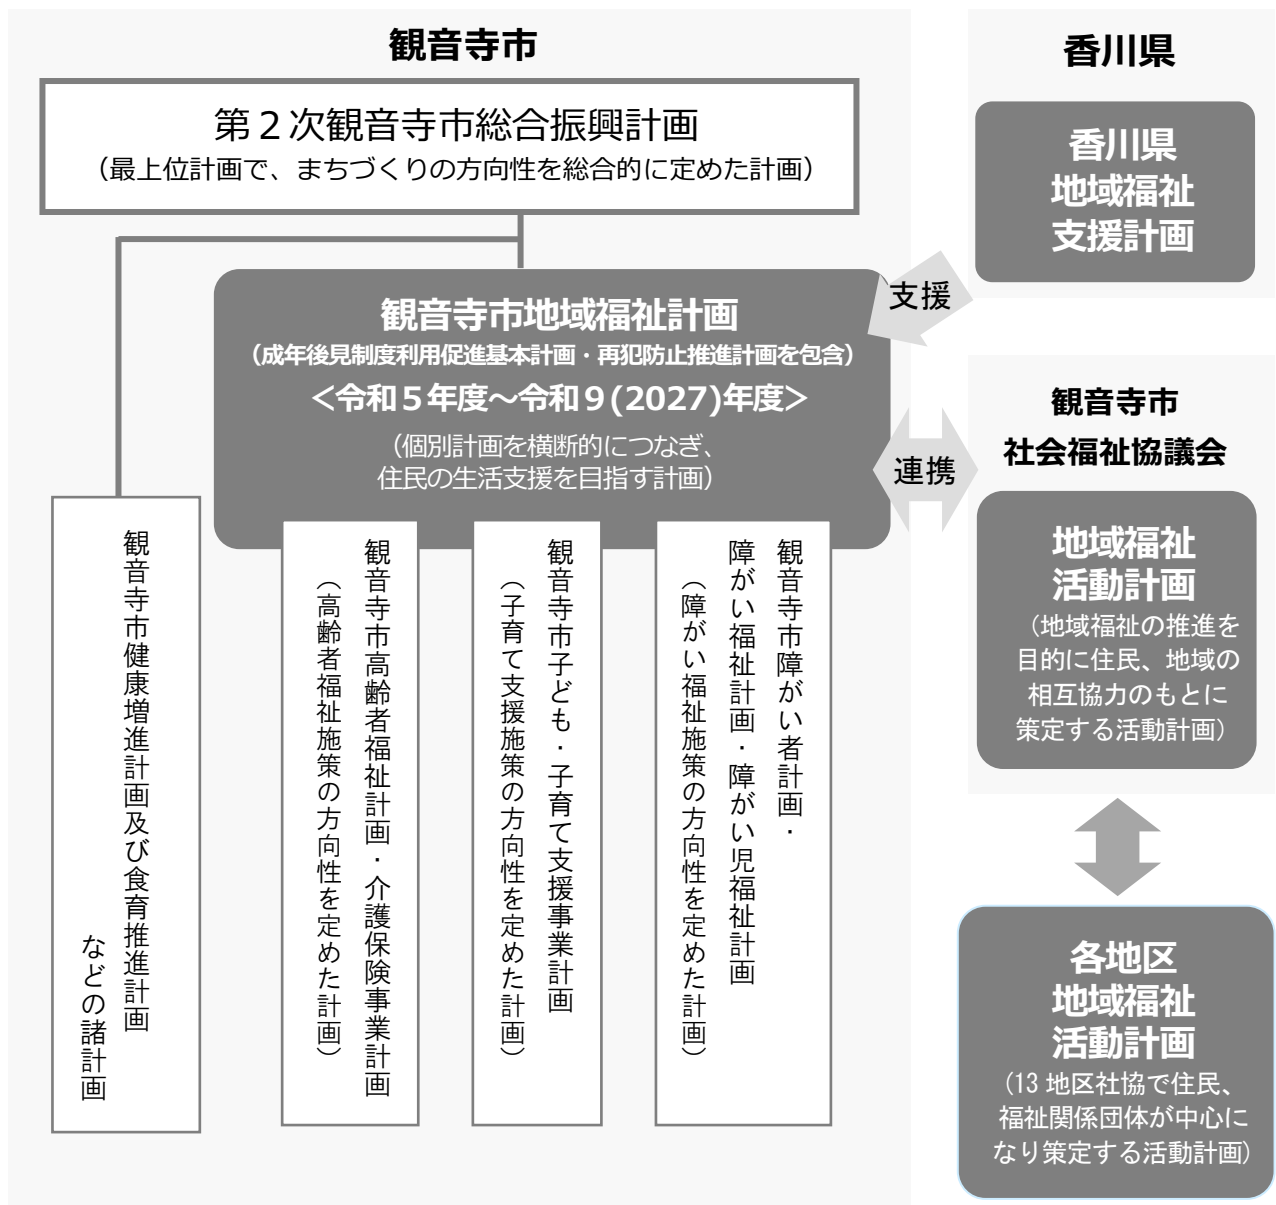 観音寺市
第２次観音寺市総合振興計画
（最上位計画で、まちづくりの方向性を総合的に定めた計画）
観音寺市地域福祉計画
（成年後見制度利用促進基本計画・再犯防止推進計画を包含）
＜令和５年度～令和９(2027)年度＞
（個別計画を横断的につなぎ、
住民の生活支援を目指す計画）
観音寺市障がい者計画・
障がい福祉計画・障がい児福祉計画
（障がい福祉施策の方向性を定めた計画）
観音寺市子ども・子育て支援事業計画
（子育て支援施策の方向性を定めた計画）
観音寺市高齢者福祉計画・介護保険事業計画
（高齢者福祉施策の方向性を定めた計画）
観音寺市健康増進計画及び食育推進計画
などの諸計画
香川県
香川県
地域福祉
支援計画
支援
連携
観音寺市
社会福祉協議会
地域福祉
活動計画
（地域福祉の推進を
目的に住民、地域の
相互協力のもとに
策定する活動計画）
各地区
地域福祉
活動計画
（13 地区社協で住民、
福祉関係団体が中心に
なり策定する活動計画）